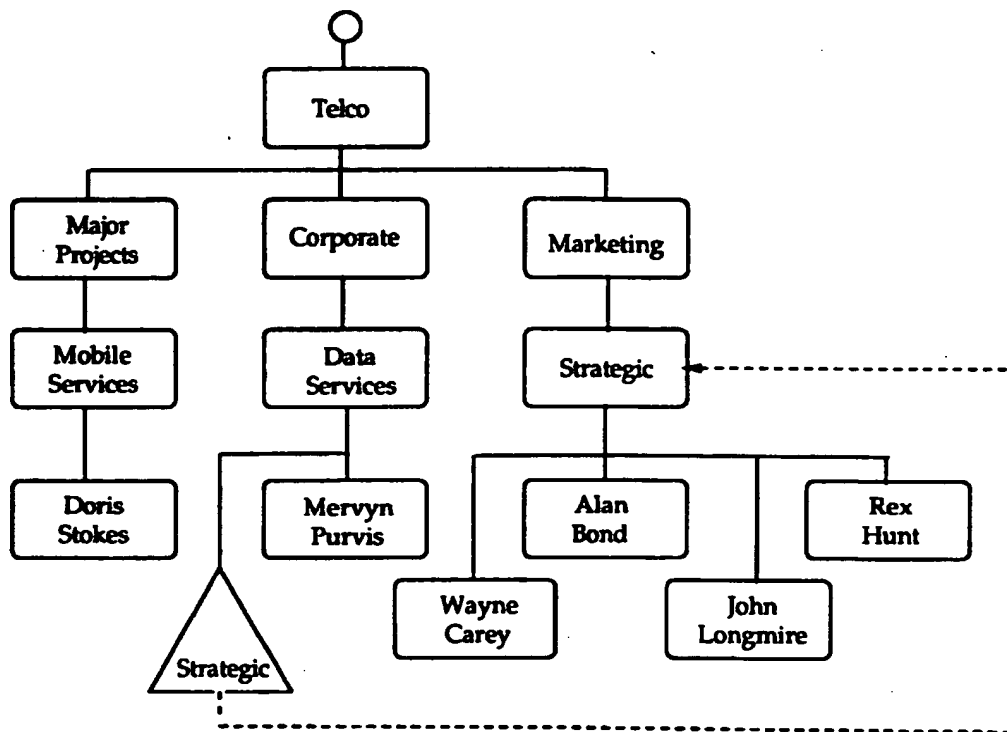 Telco
Major
Projects
Corporate
Marketing
Mobile
Services
Data
Services
Strategic
Doris
Stokes
Mervyn
Purvis
Alan
Bond
Rex
Hunt
Wayne
Carey
John
Longmire
Strategic